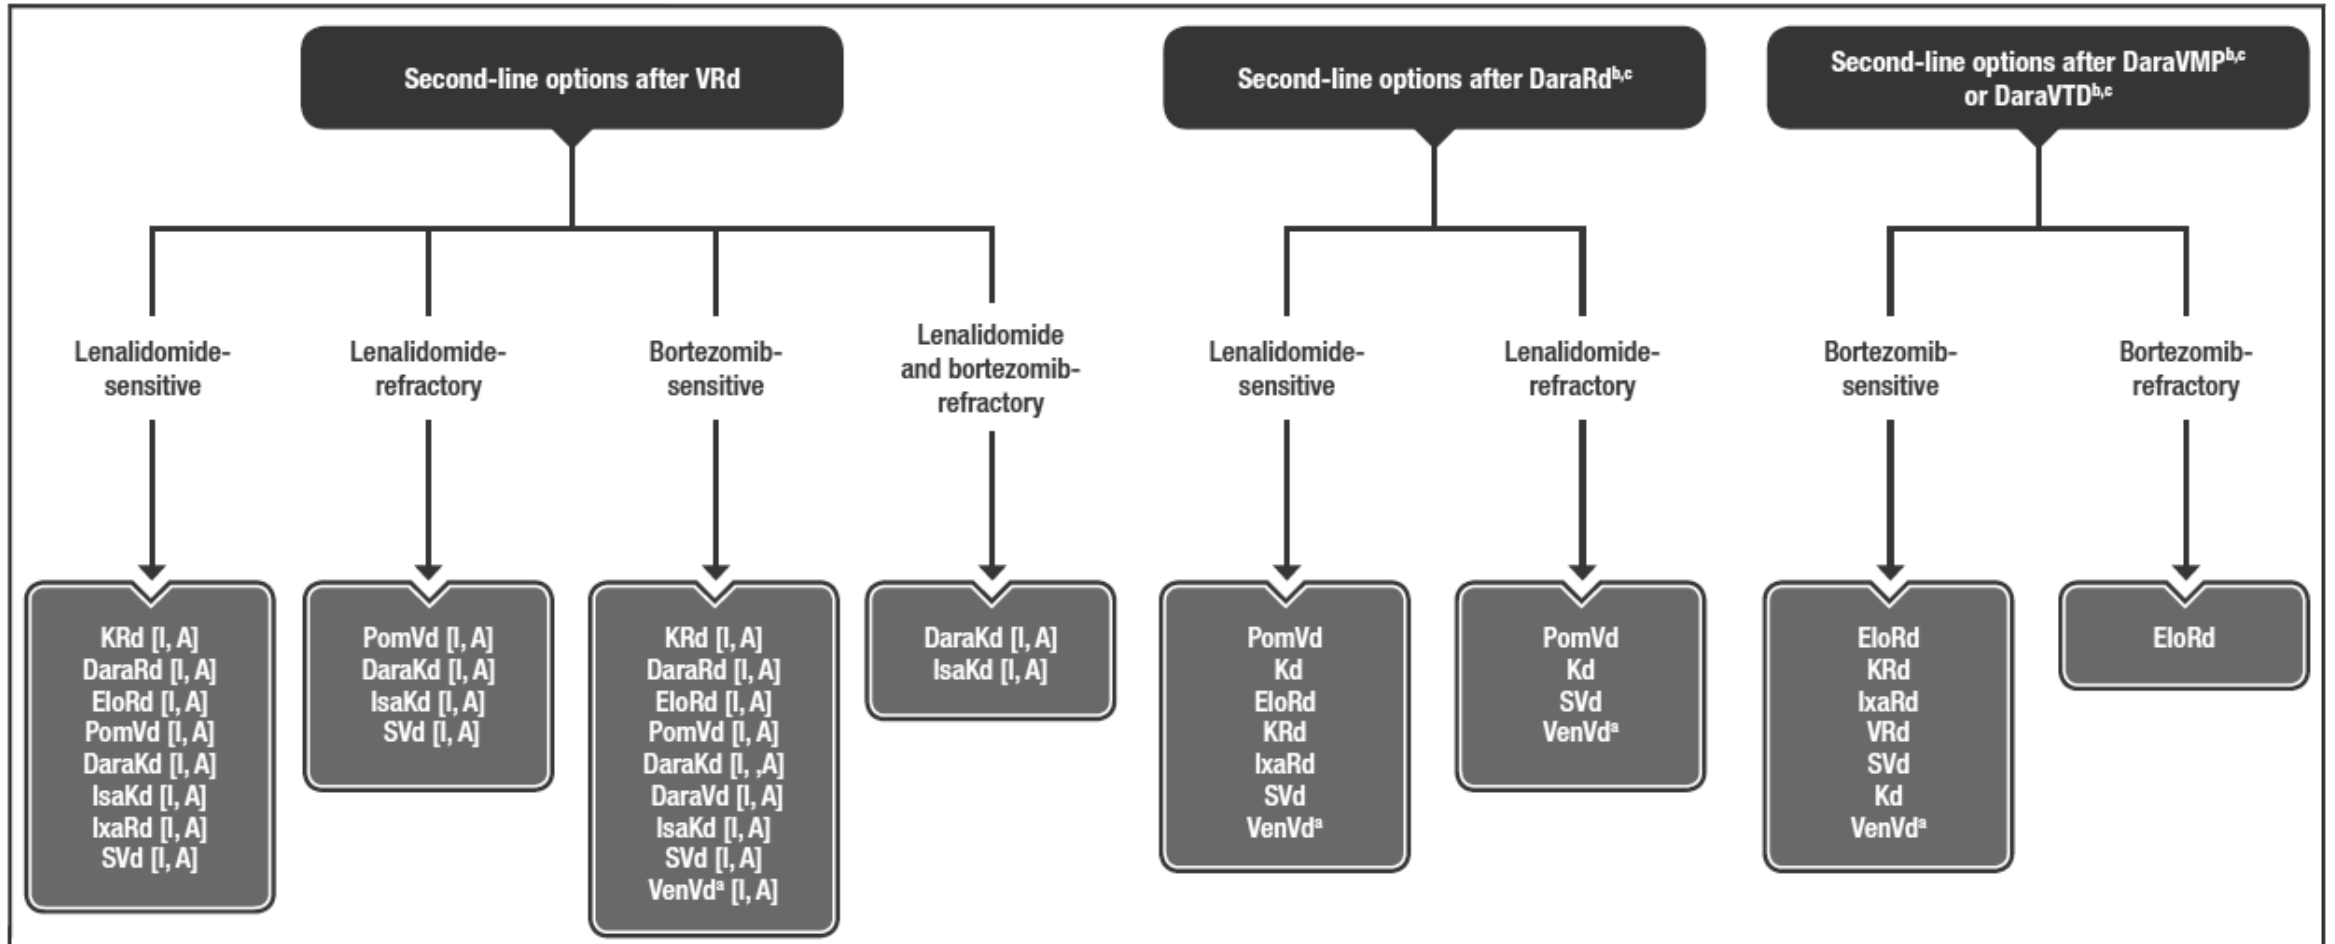 Second-line options after VRd
Second-line options after DaraRdᵇ,ᶜ
Second-line options after DaraVMPᵇ,ᶜ
or DaraVTDᵇ,ᶜ
Lenalidomide-
sensitive
Lenalidomide-
refractory
Bortezomib-
sensitive
Lenalidomide
and bortezomib-
refractory
Lenalidomide-
sensitive
Lenalidomide-
refractory
Bortezomib-
sensitive
Bortezomib-
refractory
KRd [I, A]
DaraRd [I, A]
EloRd [I, A]
PomVd [I, A]
DaraKd [I, A]
IsaKd [I, A]
IxaRd [I, A]
SVd [I, A]
PomVd [I, A]
DaraKd [I, A]
IsaKd [I, A]
SVd [I, A]
KRd [I, A]
DaraRd [I, A]
EloRd [I, A]
PomVd [I, A]
DaraKd [I, ,A]
DaraVd [I, A]
IsaKd [I, A]
SVd [I, A]
VenVdᵃ [I, A]
DaraKd [I, A]
IsaKd [I, A]
PomVd
Kd
EloRd
KRd
IxaRd
SVd
VenVdᵃ
PomVd
Kd
SVd
VenVdᵃ
EloRd
KRd
IxaRd
VRd
SVd
Kd
VenVdᵃ
EloRd